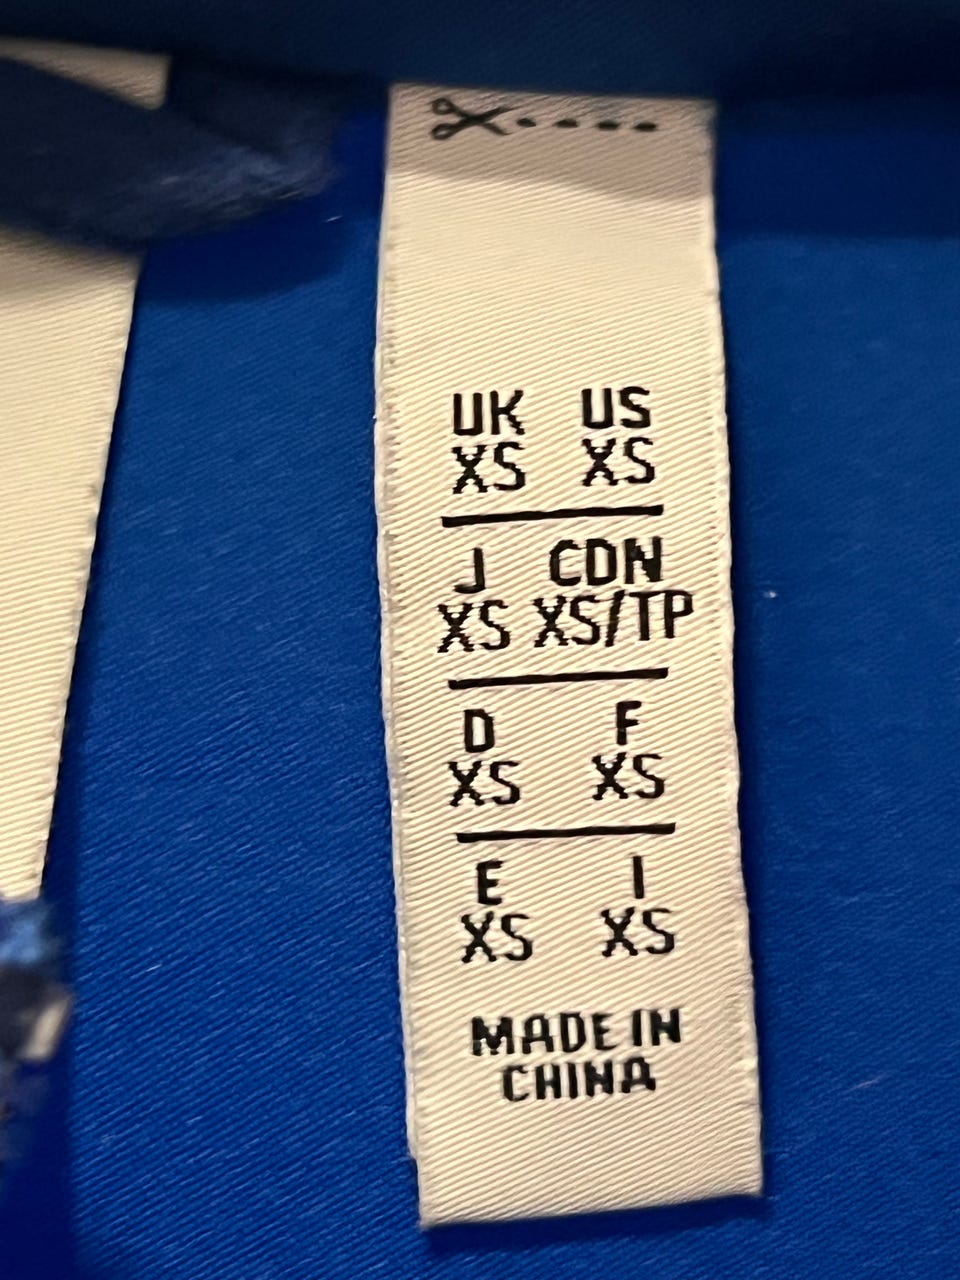 UK US
XS XS
J CDN
XS XS/TP
D F
XS XS
E I
XS XS
MADE IN
CHINA